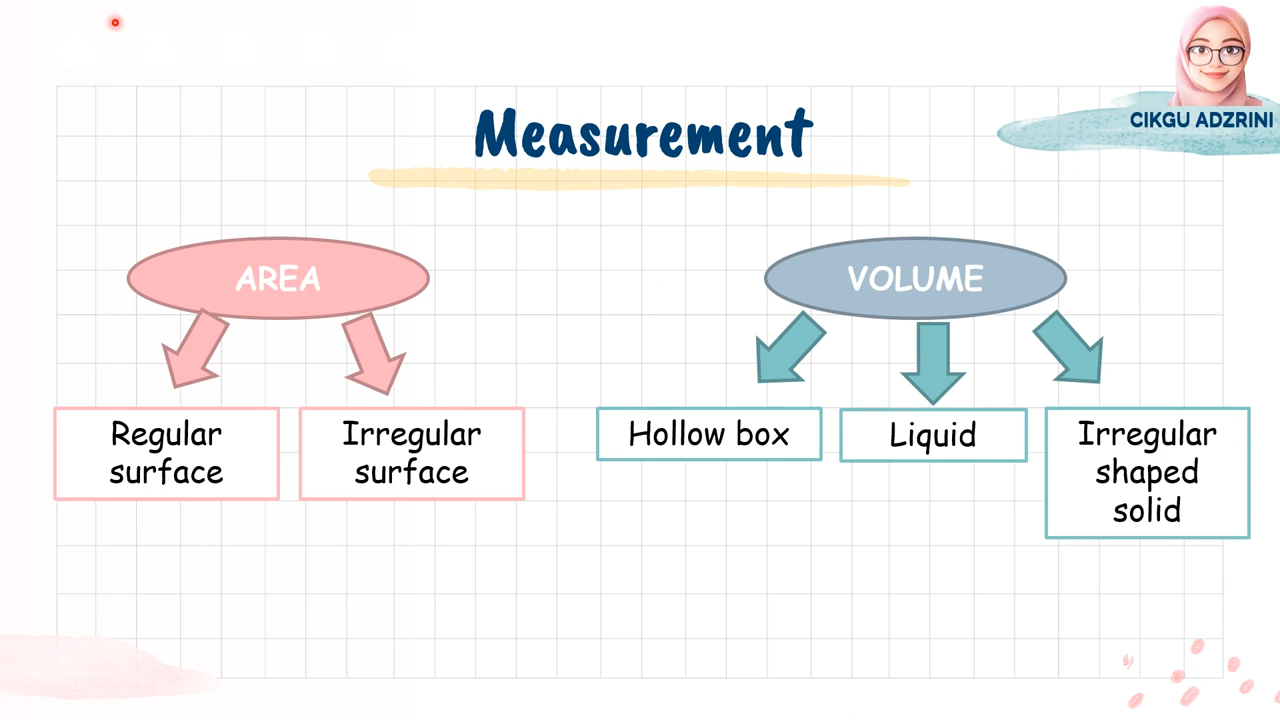 CIKGU ADZRINI
Measurement
AREA
Regular
surface
Irregular
surface
VOLUME
Hollow box
Liquid
Irregular
shaped
solid